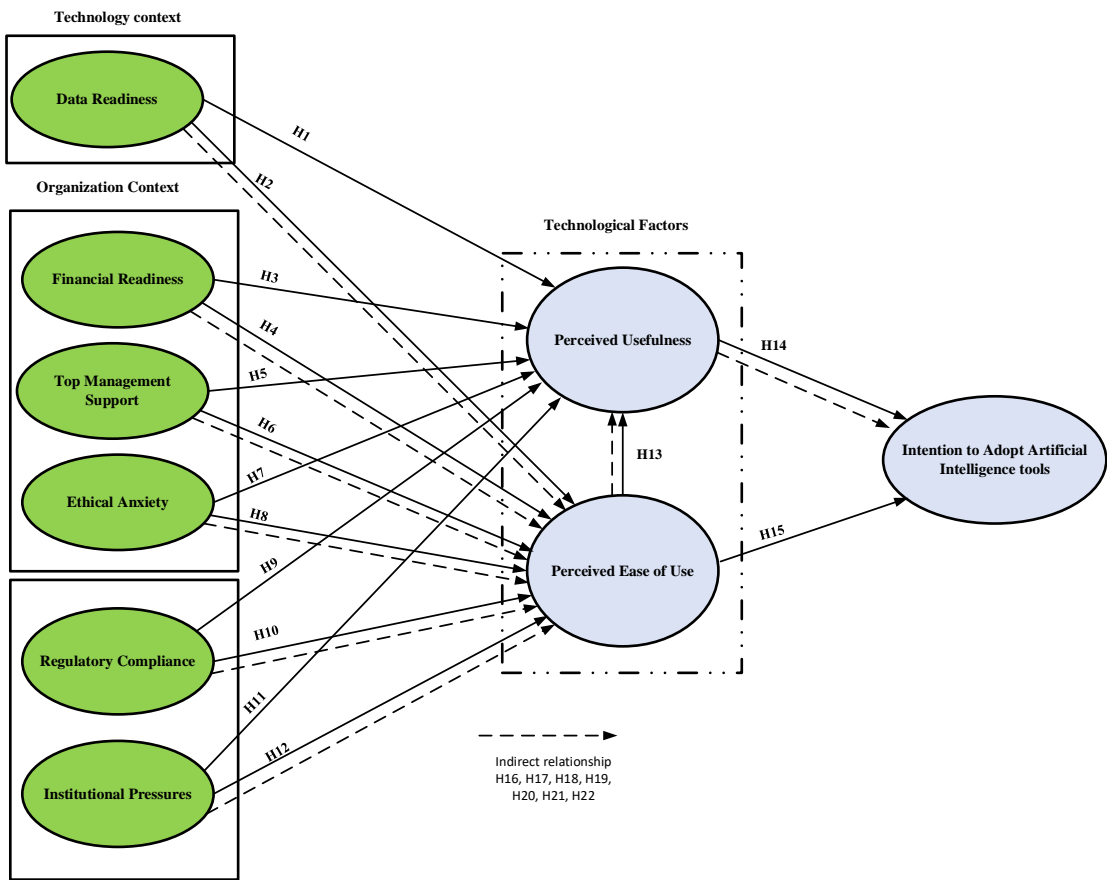 Technology context
Data Readiness
H1
H2
Organization Context
Technological Factors
Financial Readiness
H3
H4
Perceived Usefulness
H14
Top Management
Support
H5
H6
H13
Intention to Adopt Artificial
Intelligence tools
Ethical Anxiety
H7
H8
H15
Perceived Ease of Use
H9
Regulatory Compliance
H10
H11
H12
Institutional Pressures
Indirect relationship
H16, H17, H18, H19,
H20, H21, H22